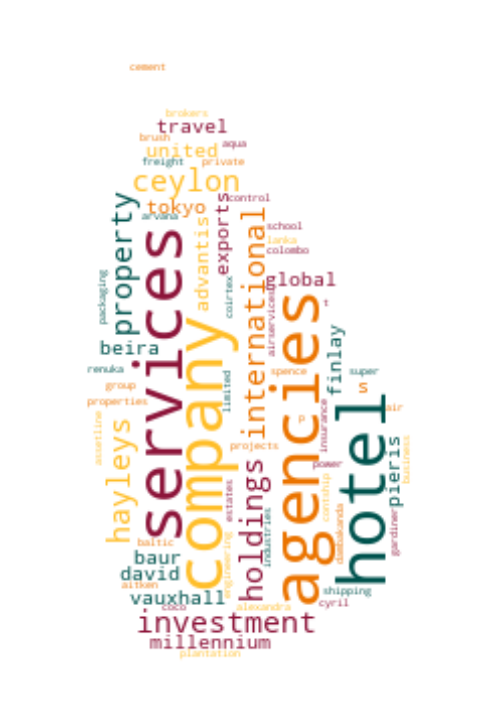 cement
brokers
travel
brush
aqua
united
freight
private
ceylon
control
tokyo
arvana
property
exports
advantis
services
school
international
lanka
colombo
global
packaging
coirtex
airservices
t
agencies
company
finlay
beira
renuka
spence
super
group
limited
s
properties
hotel
air
p
insurance
hayleys
assetline
projects
pieris
business
holdings
power
contship
estates
industries
dambakanda
gardiner
engineering
baltic
baur
david
aitken
shipping
vauxhall
coco
alexandra
cyril
investment
millennium
plantation